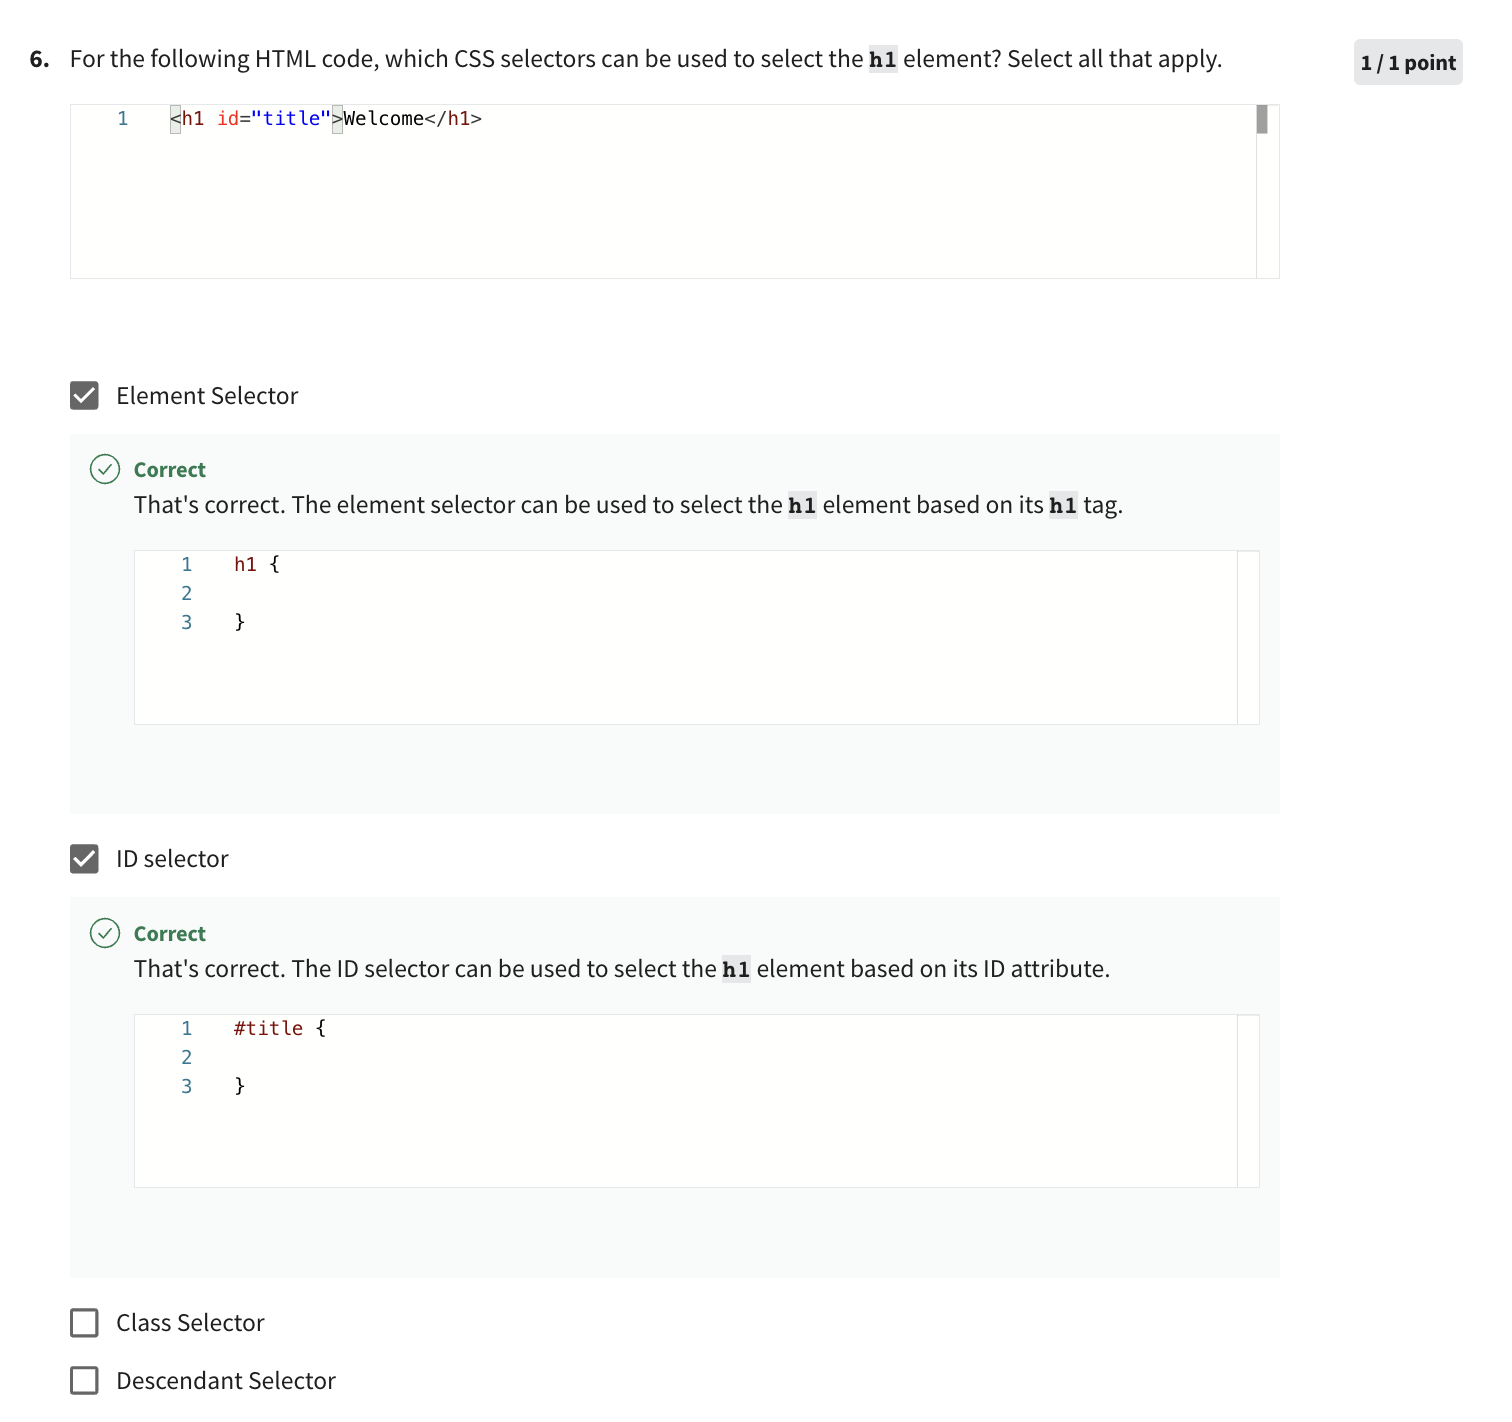 6. For the following HTML code, which CSS selectors can be used to select the h1 element? Select all that apply.
1 / 1 point
1 <h1 id="title">Welcome</h1>
Element Selector
Correct
That's correct. The element selector can be used to select the h1 element based on its h1 tag.
1 h1 {
2
3 }
ID selector
Correct
That's correct. The ID selector can be used to select the h1 element based on its ID attribute.
1 #title {
2
3 }
Class Selector
Descendant Selector